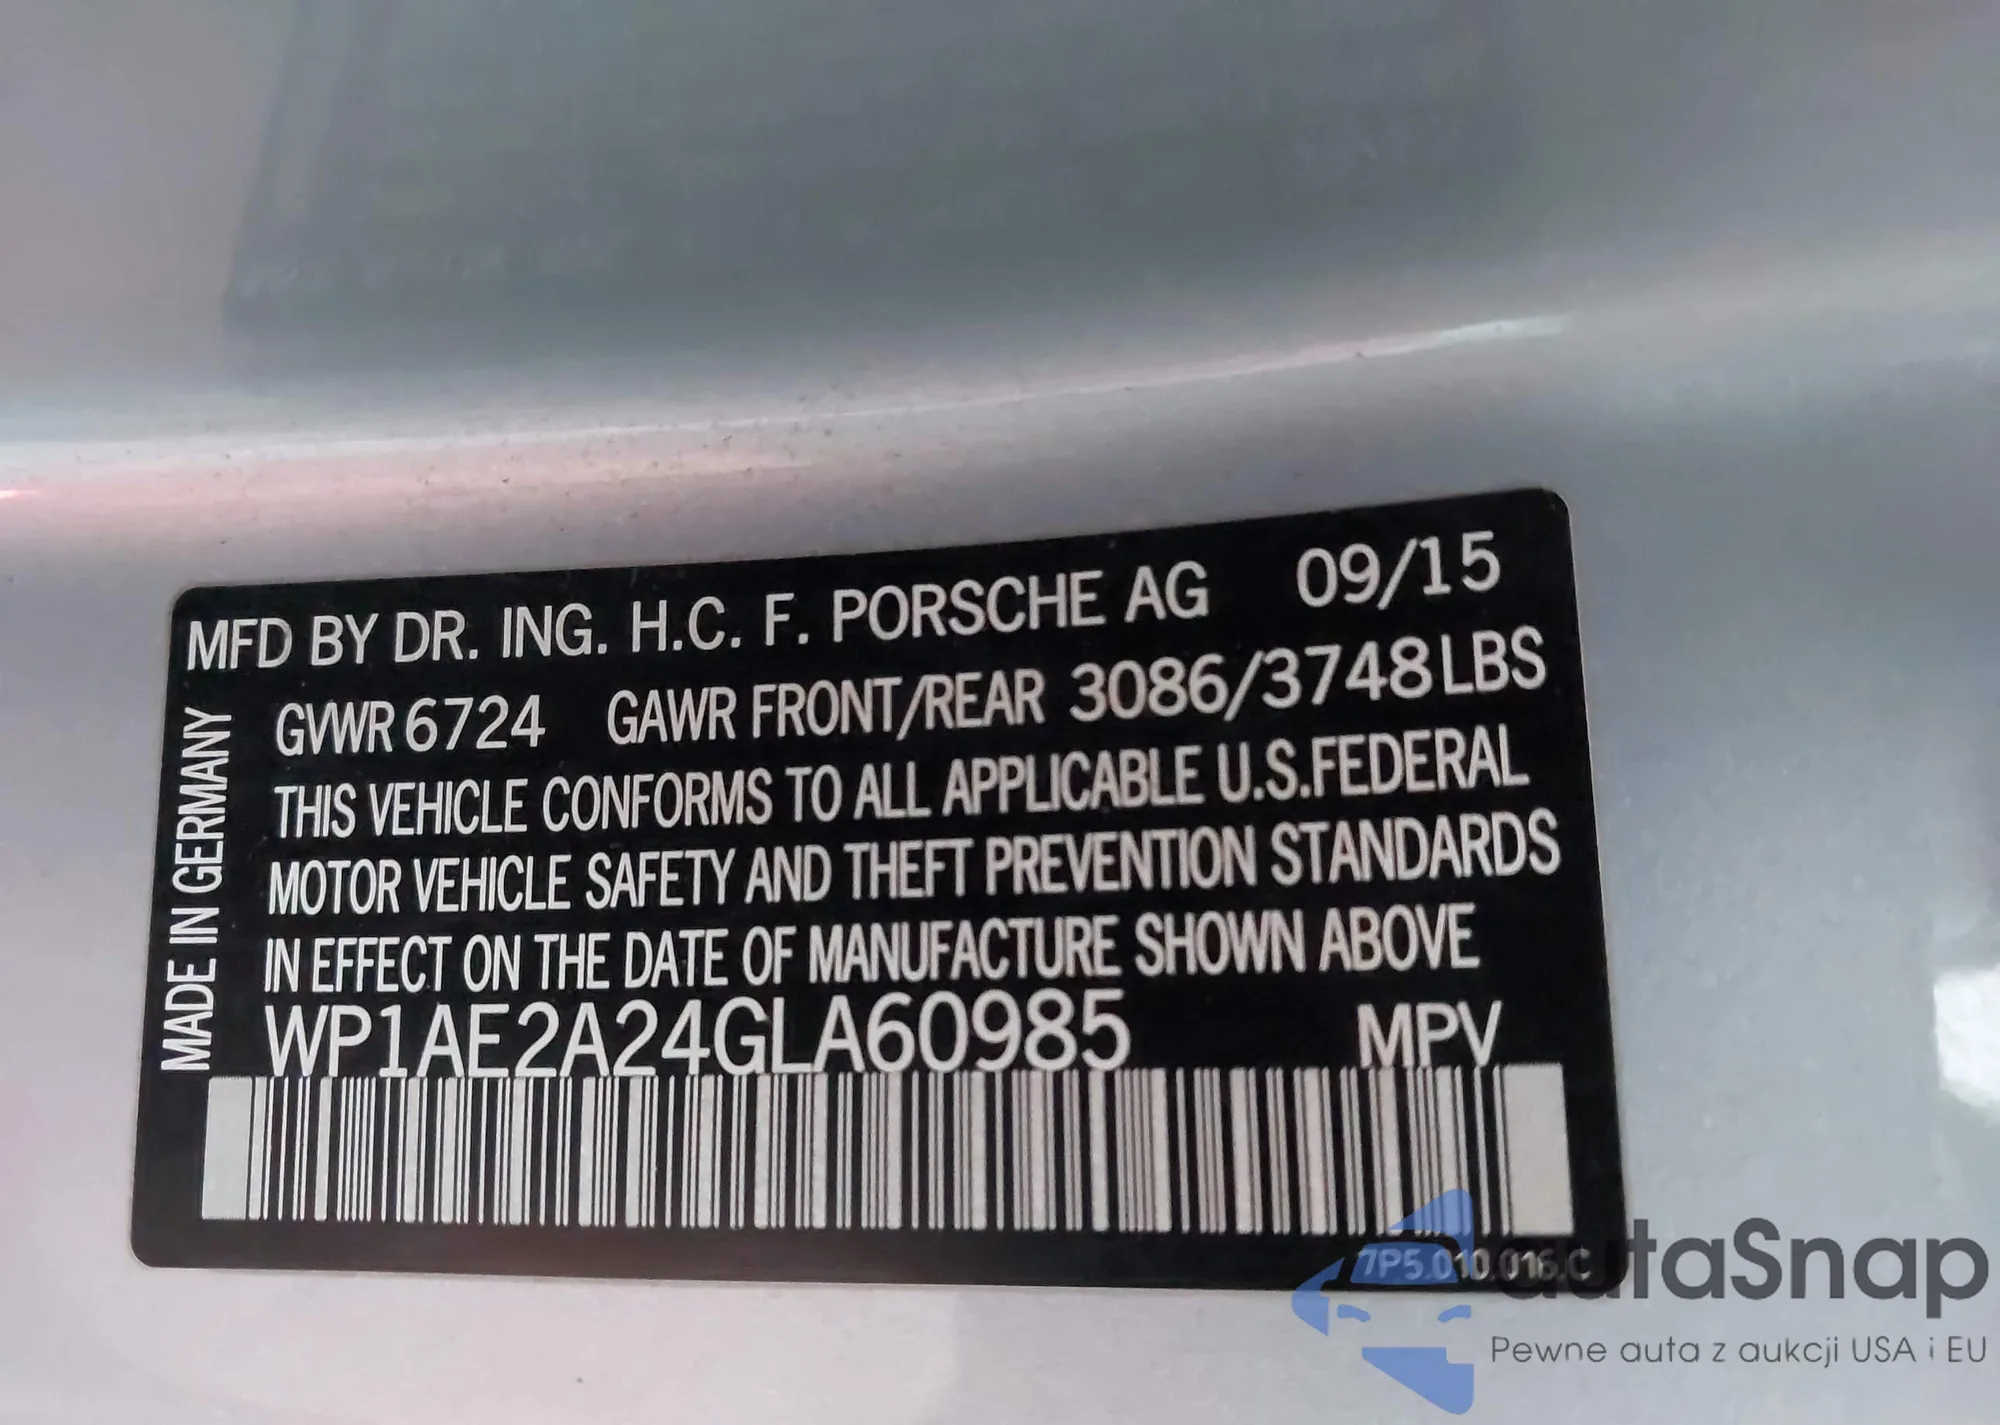 MFD BY DR. ING. H.C. F. PORSCHE AG 09/15
GVWR 6724 GAWR FRONT/REAR 3086/3748 LBS
THIS VEHICLE CONFORMS TO ALL APPLICABLE U.S.FEDERAL
MOTOR VEHICLE SAFETY AND THEFT PREVENTION STANDARDS
IN EFFECT ON THE DATE OF MANUFACTURE SHOWN ABOVE
WP1AE2A24GLA60985 MPV
MADE IN GERMANY
7P5.010.016.C
autaSnap
Pewne auta z aukcji USA i EU